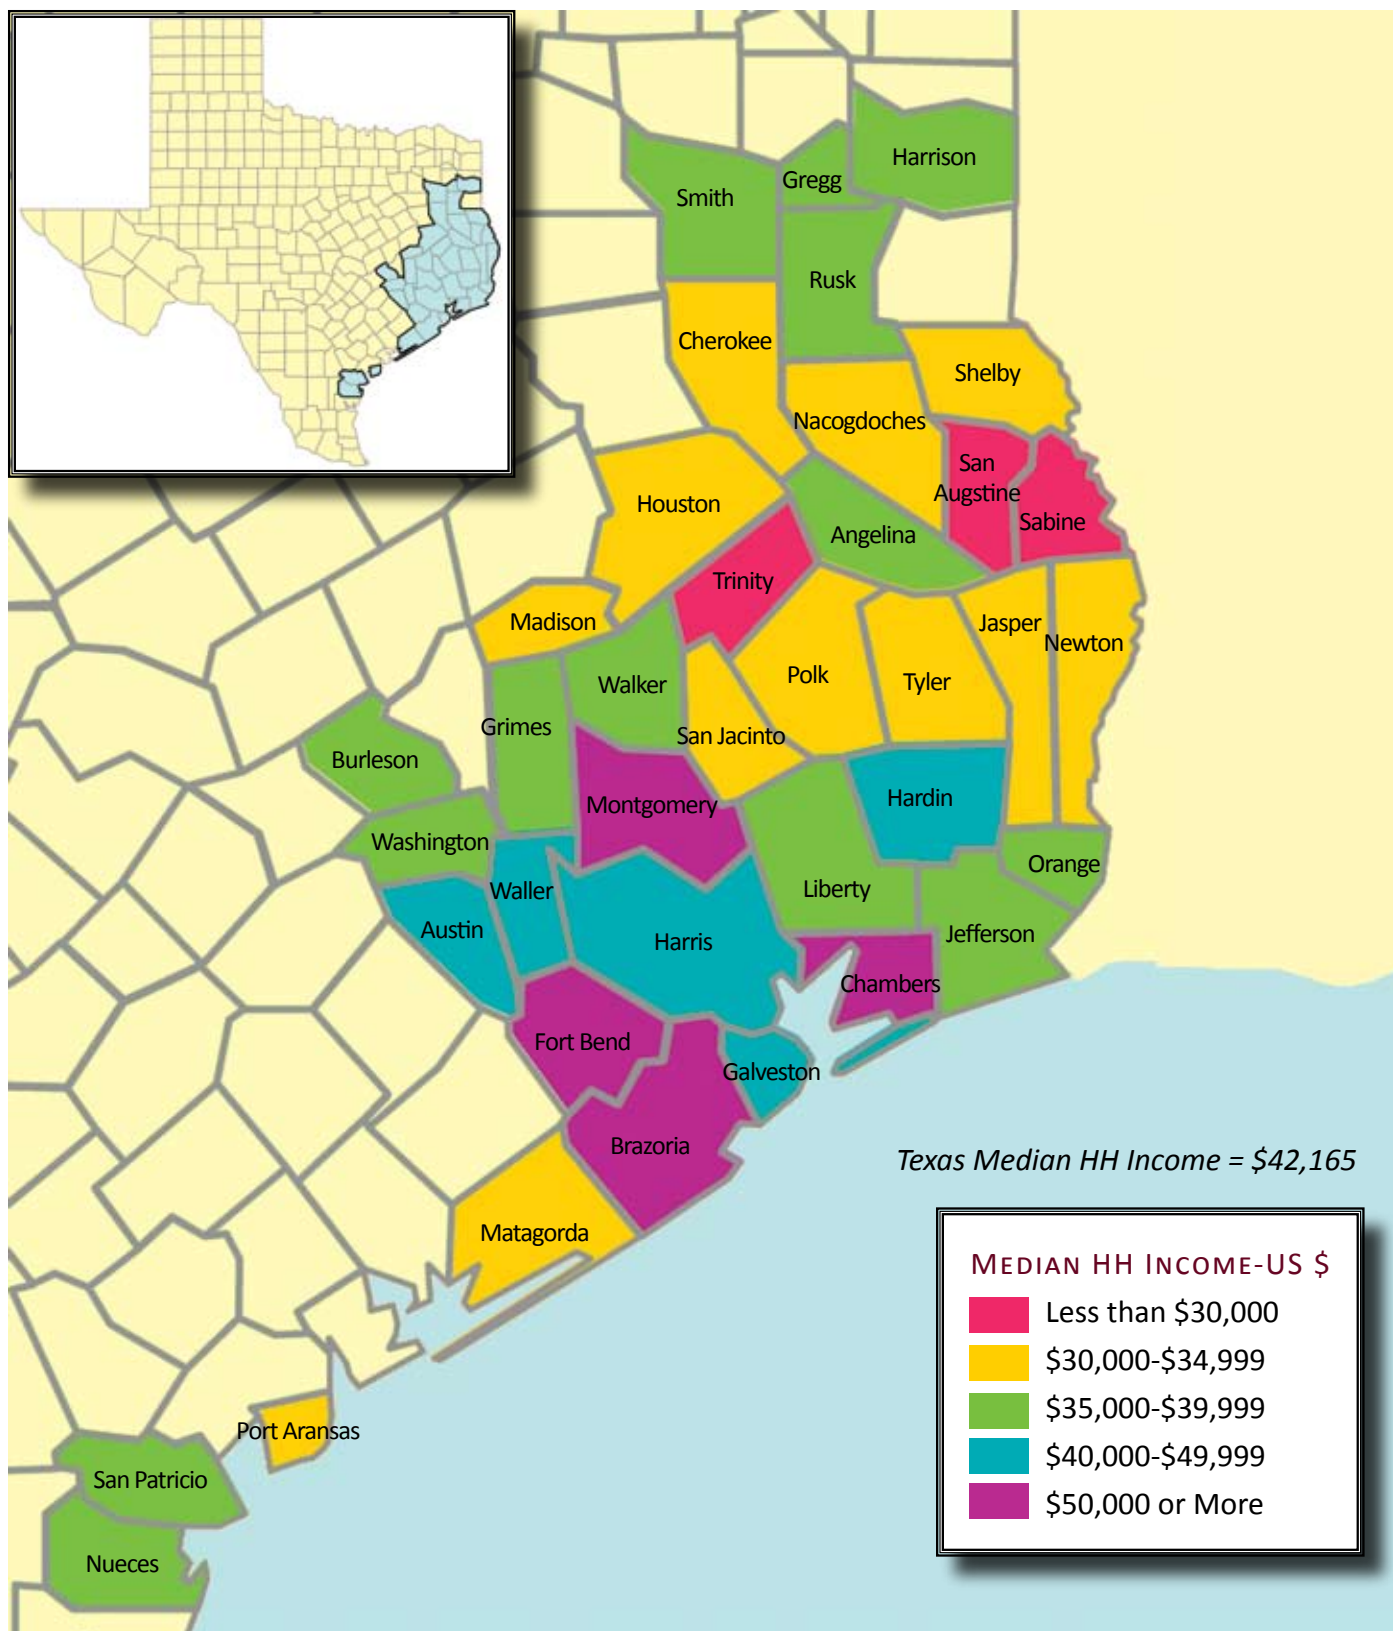 Harrison
Gregg
Smith
Rusk
Cherokee
Shelby
Nacogdoches
San
Augstine
Houston
Sabine
Angelina
Trinity
Madison
Jasper
Newton
Polk
Tyler
Walker
Grimes
San Jacinto
Burleson
Hardin
Montgomery
Washington
Orange
Waller
Liberty
Austin
Harris
Jefferson
Chambers
Fort Bend
Galveston
Brazoria
Texas Median HH Income = $42,165
Matagorda
Median HH Income-US $
Less than $30,000
$30,000-$34,999
$35,000-$39,999
$40,000-$49,999
$50,000 or More
Port Aransas
San Patricio
Nueces